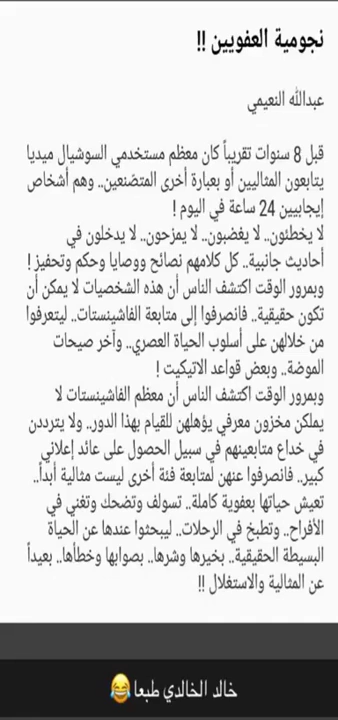 نجومية العفويين !!
عبدالله النعيمي
قبل 8 سنوات تقريباً كان معظم مستخدمي السوشيال ميديا
يتابعون المثاليين أو بعبارة أخرى المتصنعين.. وهم أشخاص
إيجابيين 24 ساعة في اليوم !
لا يخطئون.. لا يغضبون.. لا يمزحون.. لا يدخلون في
أحاديث جانبية.. كل كلامهم نصائح ووصايا وحكم وتحفيز !
وبمرور الوقت اكتشف الناس أن هذه الشخصيات لا يمكن أن
تكون حقيقية.. فانصرفوا إلى متابعة الفاشينستات.. ليتعرفوا
من خلالهن على أسلوب الحياة العصري.. وآخر صيحات
الموضة.. وبعض قواعد الاتيكيت !
وبمرور الوقت اكتشف الناس أن معظم الفاشينستات لا
يملكن مخزون معرفي يؤهلهن للقيام بهذا الدور.. ولا يترددن
في خداع متابعينهم في سبيل الحصول على عائد إعلاني
كبير.. فانصرفوا عنهن لمتابعة فئة أخرى ليست مثالية أبداً..
تعيش حياتها بعفوية كاملة.. تسولف وتضحك وتغني في
الأفراح.. وتطبخ في الرحلات.. ليبحثوا عندها عن الحياة
البسيطة الحقيقية.. بخيرها وشرها.. بصوابها وخطأها.. بعيداً
عن المثالية والاستغلال !!
خالد الخالدي طبعا😂